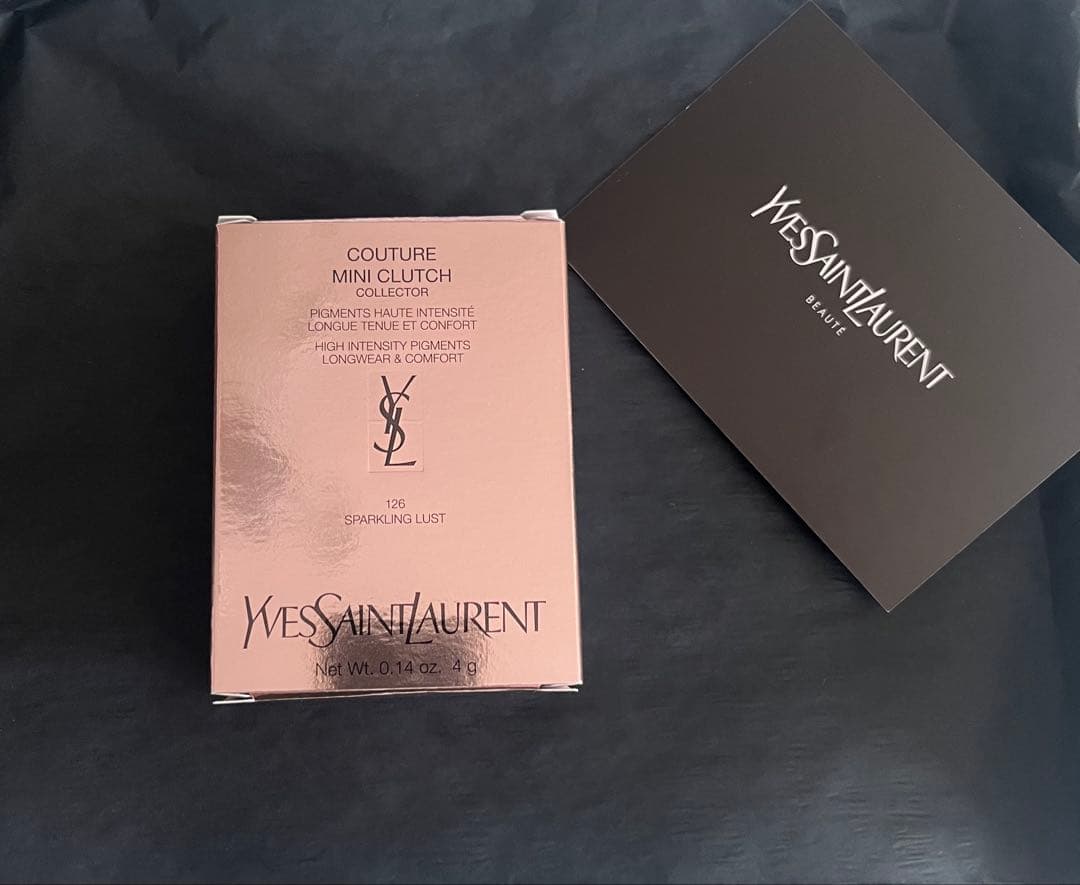 COUTURE
MINI CLUTCH
COLLECTOR
PIGMENTS HAUTE INTENSITÉ
LONGUE TENUE ET CONFORT
HIGH INTENSITY PIGMENTS
LONGWEAR & COMFORT
YSL
126
SPARKLING LUST
YVESSAINTLAURENT
Net Wt. 0.14 oz. 4 g
YVESSAINTLAURENT
BEAUTÉ